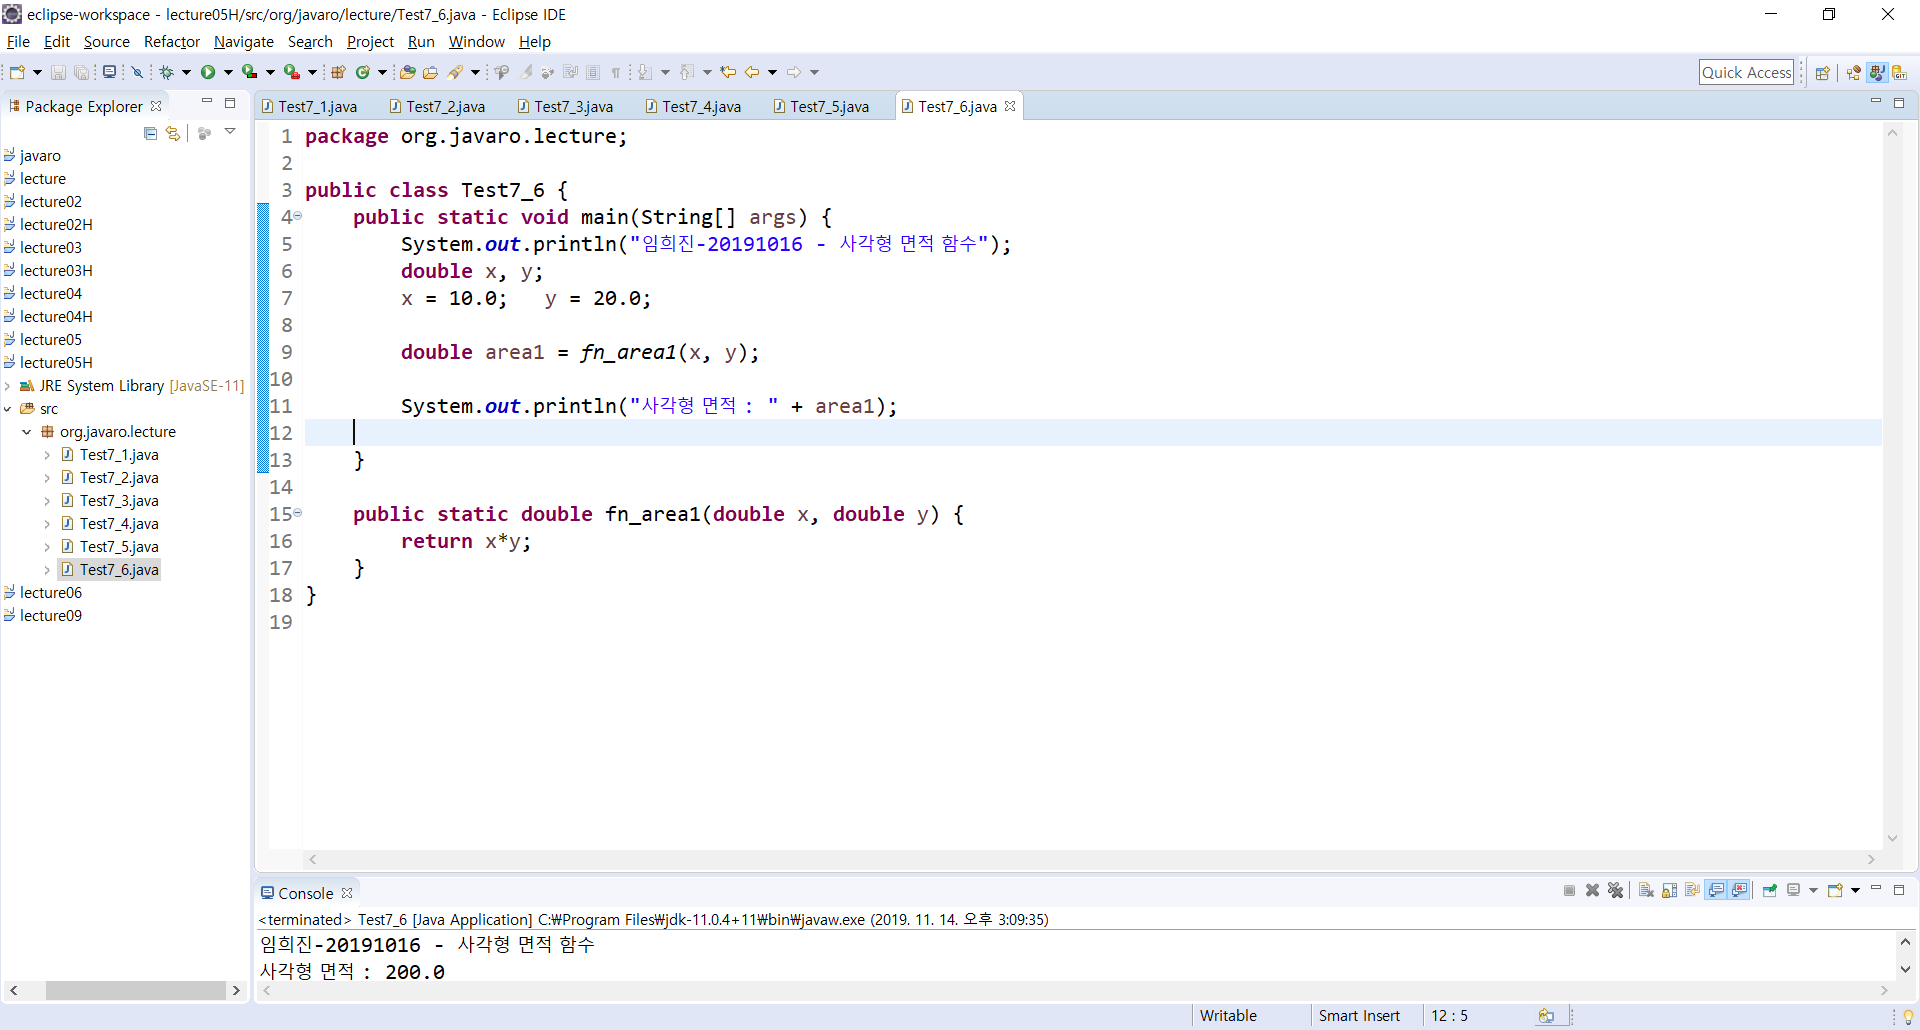 eclipse-workspace - lecture05H/src/org/javaro/lecture/Test7_6.java - Eclipse IDE
File Edit Source Refactor Navigate Search Project Run Window Help
Quick Access
Package Explorer
javaro
lecture
lecture02
lecture02H
lecture03
lecture03H
lecture04
lecture04H
lecture05
lecture05H
JRE System Library [JavaSE-11]
src
org.javaro.lecture
Test7_1.java
Test7_2.java
Test7_3.java
Test7_4.java
Test7_5.java
Test7_6.java
lecture06
lecture09
Test7_1.java Test7_2.java Test7_3.java Test7_4.java Test7_5.java Test7_6.java
1 package org.javaro.lecture;
2
3 public class Test7_6 {
4 public static void main(String[] args) {
5 System.out.println("임희진-20191016 - 사각형 면적 함수");
6 double x, y;
7 x = 10.0; y = 20.0;
8
9 double area1 = fn_area1(x, y);
10
11 System.out.println("사각형 면적 : " + area1);
12
13 }
14
15 public static double fn_area1(double x, double y) {
16 return x*y;
17 }
18 }
19
Console
<terminated> Test7_6 [Java Application] C:₩Program Files₩jdk-11.0.4+11₩bin₩javaw.exe (2019. 11. 14. 오후 3:09:35)
임희진-20191016 - 사각형 면적 함수
사각형 면적 : 200.0
Writable Smart Insert 12 : 5